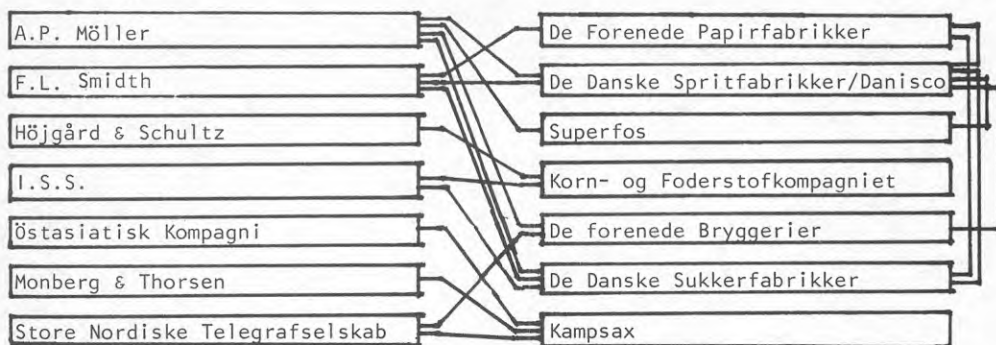 A.P. Möller
De Forenede Papirfabrikker
F.L. Smidth
De Danske Spritfabrikker/Danisco
Höjgård & Schultz
Superfos
I.S.S.
Korn- og Foderstofkompagniet
Östasiatisk Kompagni
De forenede Bryggerier
Monberg & Thorsen
De Danske Sukkerfabrikker
Store Nordiske Telegrafselskab
Kampsax